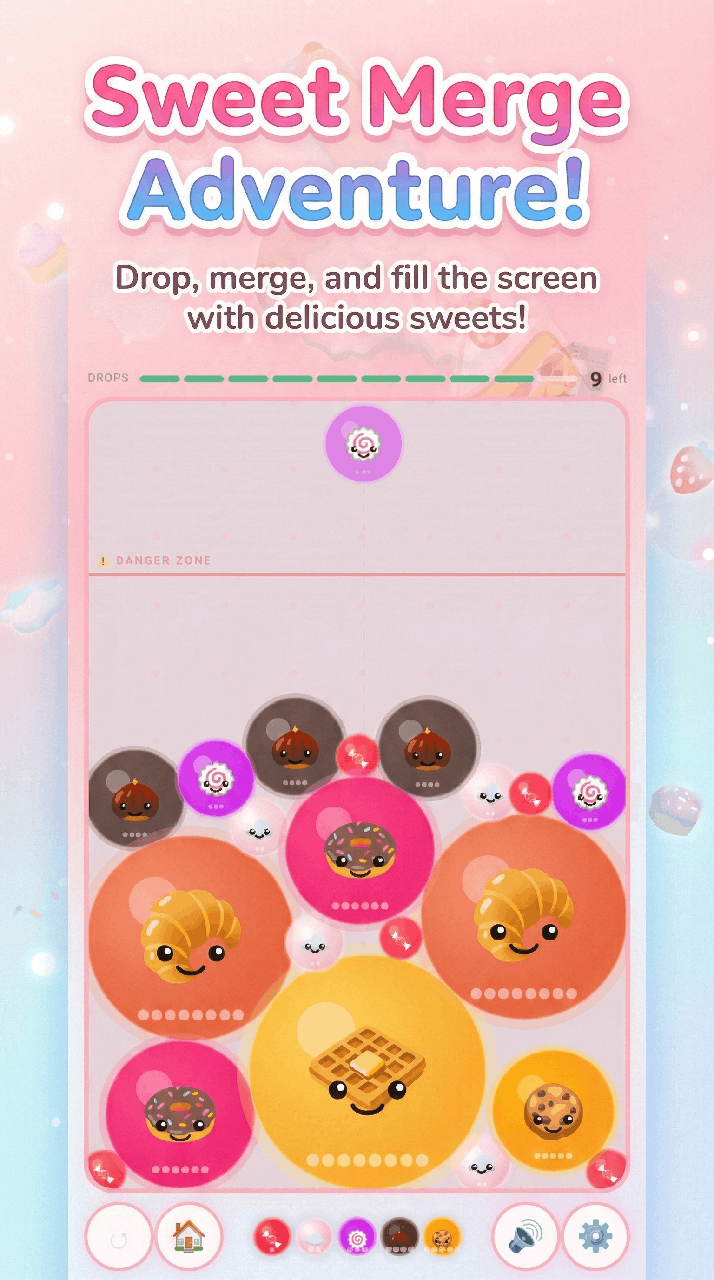 Sweet Merge
Adventure!
Drop, merge, and fill the screen
with delicious sweets!
DROPS 9 left
! DANGER ZONE